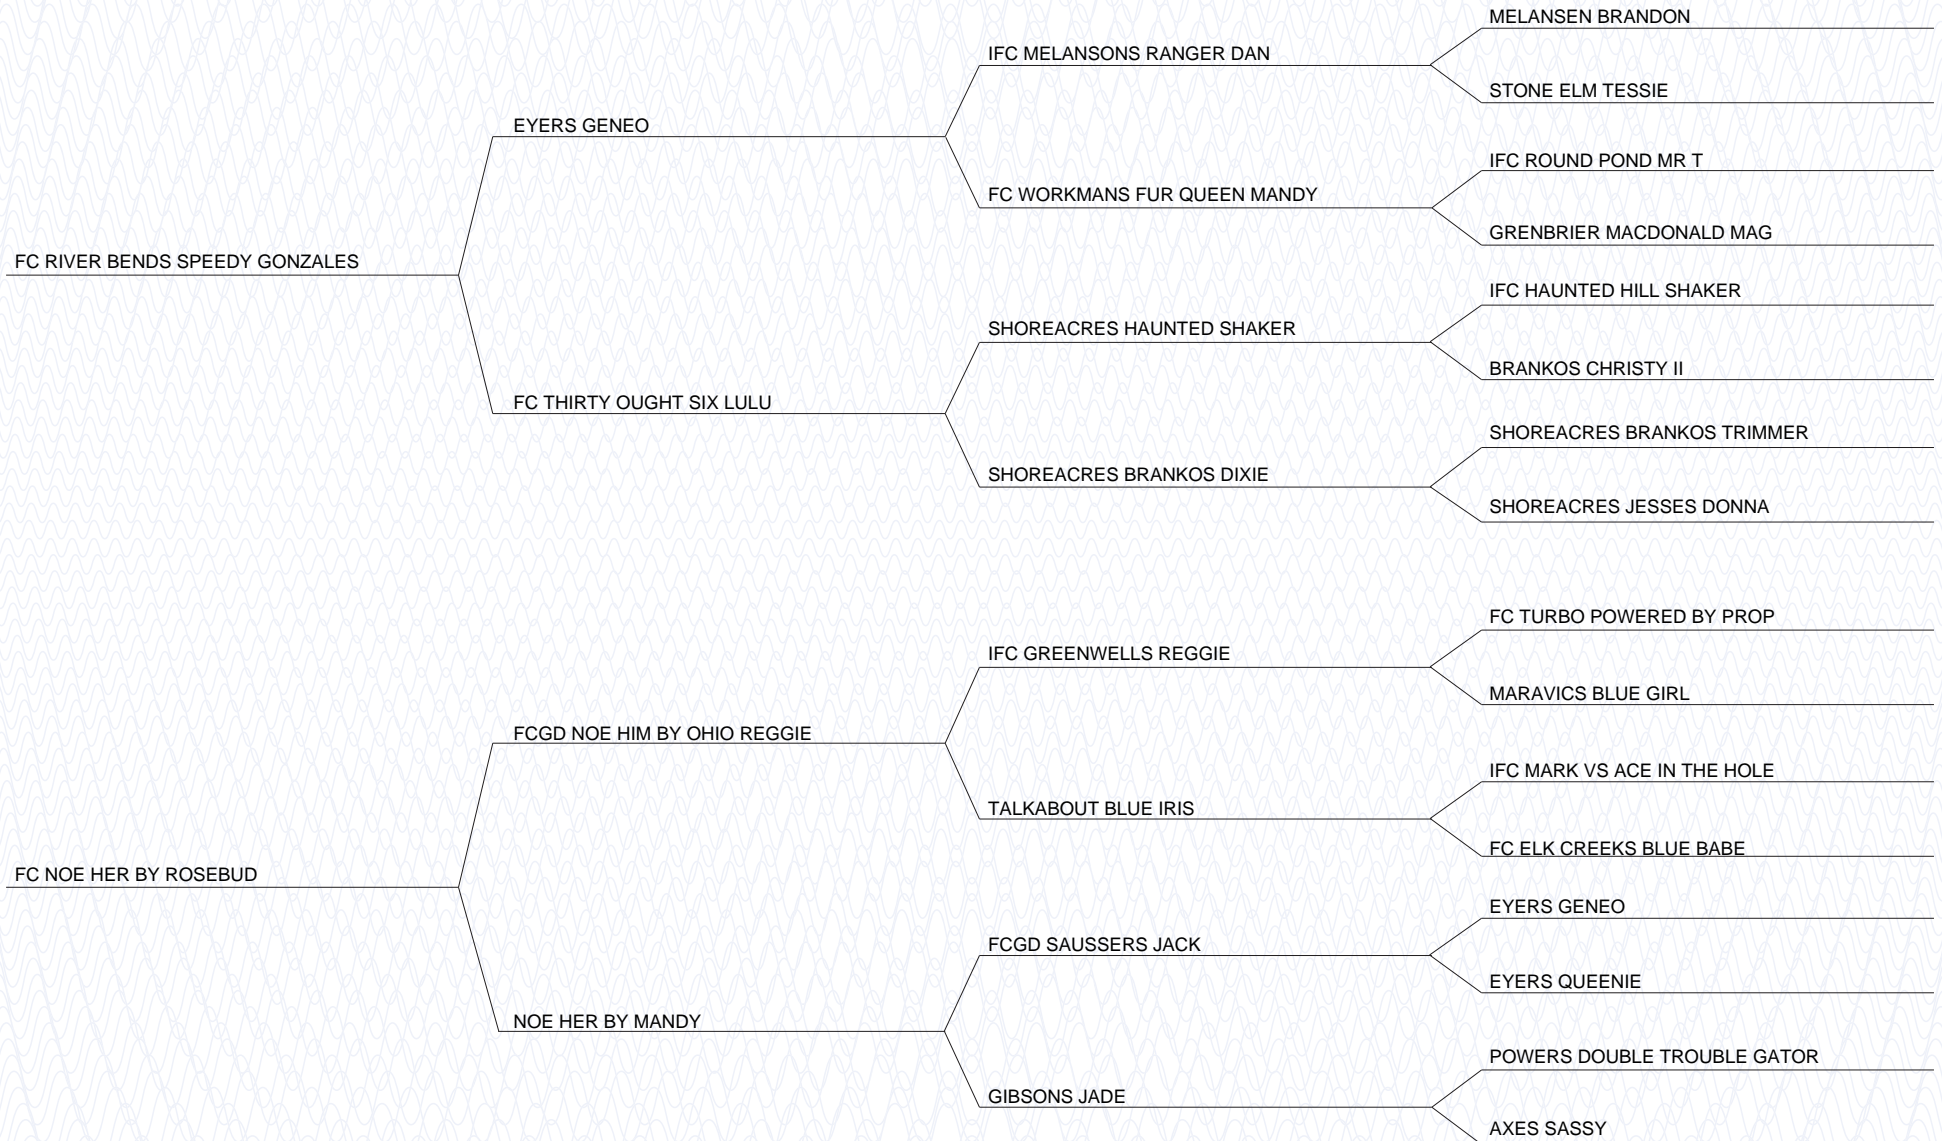 MELANSEN BRANDON
IFC MELANSONS RANGER DAN
STONE ELM TESSIE
EYERS GENEO
IFC ROUND POND MR T
FC WORKMANS FUR QUEEN MANDY
GRENBRIER MACDONALD MAG
FC RIVER BENDS SPEEDY GONZALES
IFC HAUNTED HILL SHAKER
SHOREACRES HAUNTED SHAKER
BRANKOS CHRISTY II
FC THIRTY OUGHT SIX LULU
SHOREACRES BRANKOS TRIMMER
SHOREACRES BRANKOS DIXIE
SHOREACRES JESSES DONNA
FC TURBO POWERED BY PROP
IFC GREENWELLS REGGIE
MARAVICS BLUE GIRL
FCGD NOE HIM BY OHIO REGGIE
IFC MARK VS ACE IN THE HOLE
TALKABOUT BLUE IRIS
FC ELK CREEKS BLUE BABE
FC NOE HER BY ROSEBUD
EYERS GENEO
FCGD SAUSSERS JACK
EYERS QUEENIE
NOE HER BY MANDY
POWERS DOUBLE TROUBLE GATOR
GIBSONS JADE
AXES SASSY